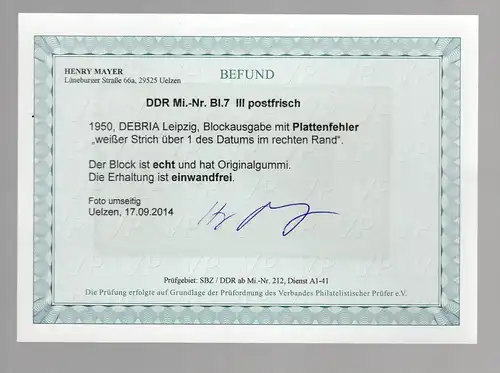 HENRY MAYER
Lüneburger Straße 66a, 29525 Uelzen
BEFUND
DDR Mi.-Nr. Bl.7 III postfrisch
1950, DEBRIA Leipzig, Blockausgabe mit Plattenfehler
„weißer Strich über 1 des Datums im rechten Rand".
Der Block ist echt und hat Originalgummi.
Die Erhaltung ist einwandfrei.
Foto umseitig
Uelzen, 17.09.2014
Prüfgebiet: SBZ / DDR ab Mi.-Nr. 212, Dienst A1-41
Die Prüfung erfolgte auf Grundlage der Prüfordnung des Verbandes Philatelistischer Prüfer e.V.